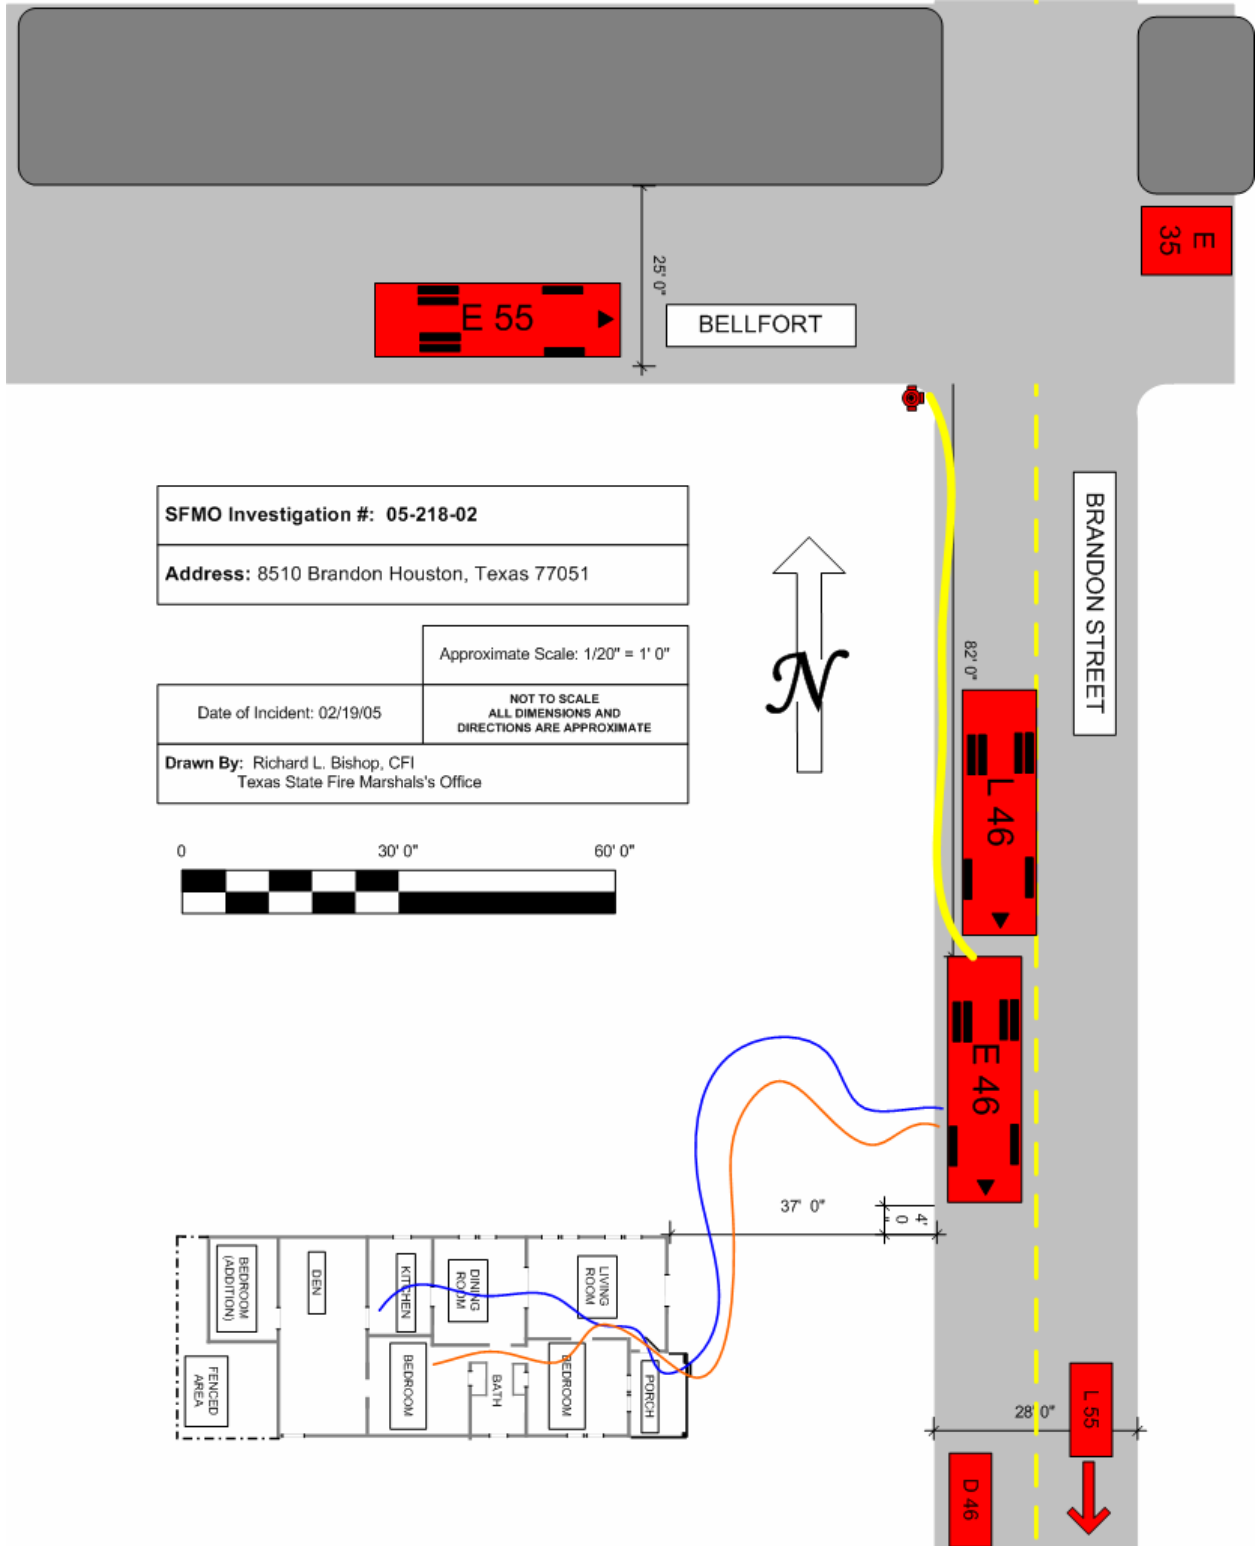 E
35
25' 0"
E 55
BELLFORT
SFMO Investigation #: 05-218-02
Address: 8510 Brandon Houston, Texas 77051
BRANDON STREET
Approximate Scale: 1/20" = 1' 0"
Date of Incident: 02/19/05
NOT TO SCALE
ALL DIMENSIONS AND
DIRECTIONS ARE APPROXIMATE
N
82' 0"
Drawn By: Richard L. Bishop, CFI
Texas State Fire Marshals's Office
L 46
0
30' 0"
60' 0"
E 46
37' 0"
4'
0
"
BEDROOM
(ADDITION)
DEN
KITCHEN
DINING
ROOM
LIVING
ROOM
FENCED
AREA
BEDROOM
BATH
BEDROOM
PORCH
28' 0"
L 55
D 46